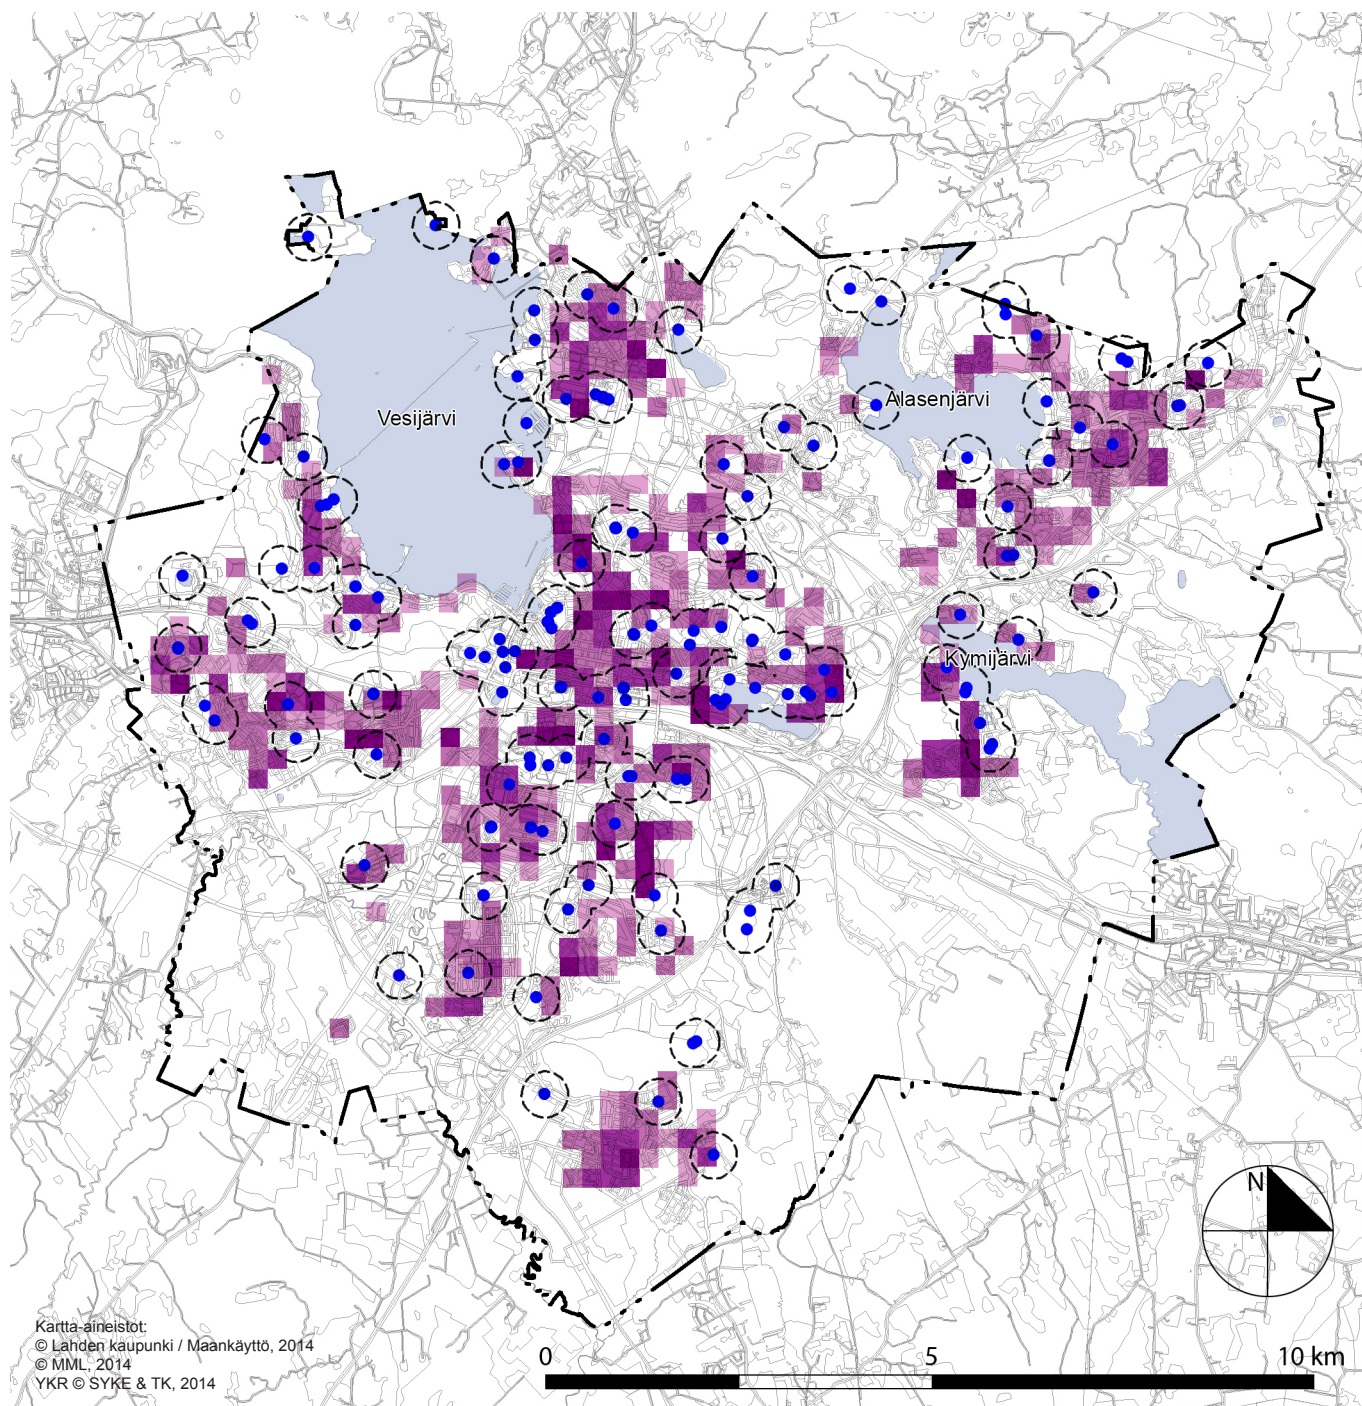 Vesijärvi
Alasenjärvi
Kymijärvi
N
Kartta-aineistot:
© Lahden kaupunki / Maankäyttö, 2014
© MML, 2014
YKR © SYKE & TK, 2014
0 5 10 km